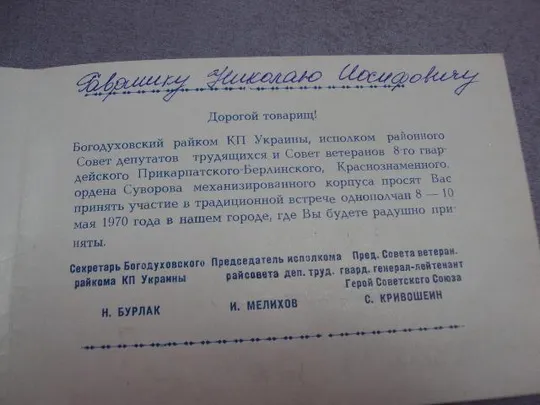 Гаврашку Николаю Иосифовичу
Дорогой товарищ!
Богодуховский райком КП Украины, исполком районного
Совет депутатов трудящихся и Совет ветеранов 8-го гвар-
дейского Прикарпатского-Берлинского, Краснознаменного,
ордена Суворова механизированного корпуса просят Вас
принять участие в традиционной встрече однополчан 8 — 10
мая 1970 года в нашем городе, где Вы будете радушно при-
няты.
Секретарь Богодуховского
райкома КП Украины
Н. БУРЛАК
Председатель исполкома
райсовета деп. труд.
И. МЕЛИХОВ
Пред. Совета ветеран.
гвард. генерал-лейтенант
Герой Советского Союза
С. КРИВОШЕИН